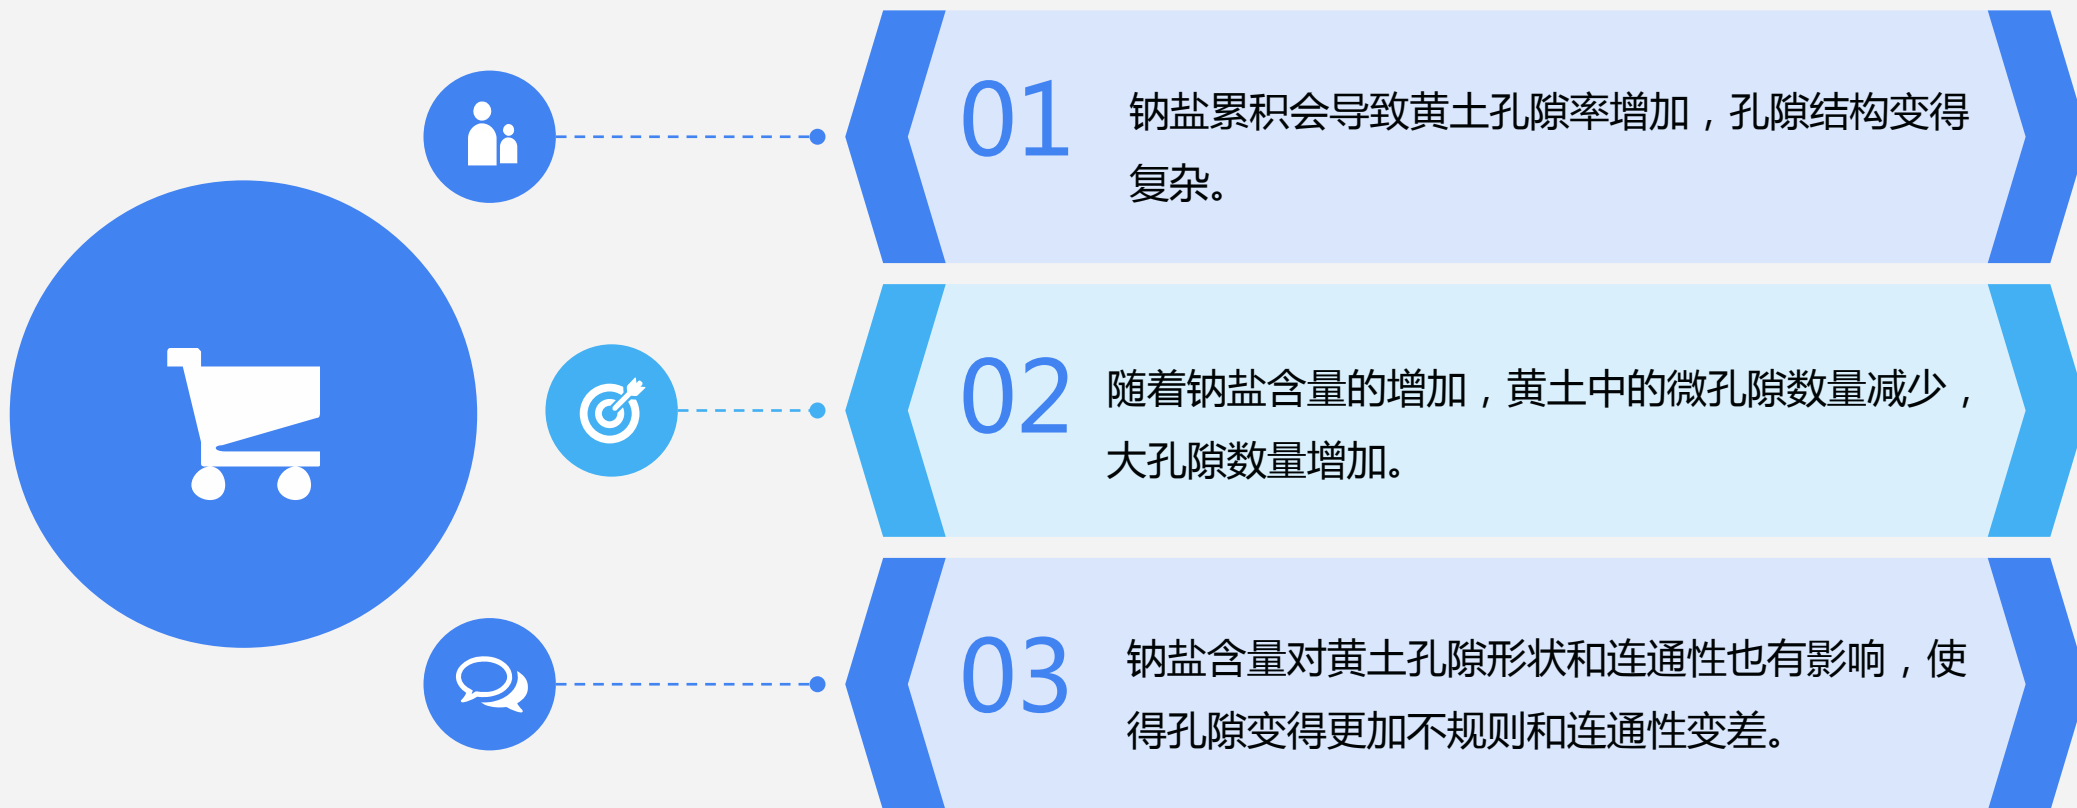 01
钠盐累积会导致黄土孔隙率增加，孔隙结构变得
复杂。
02
随着钠盐含量的增加，黄土中的微孔隙数量减少，
大孔隙数量增加。
03
钠盐含量对黄土孔隙形状和连通性也有影响，使
得孔隙变得更加不规则和连通性变差。